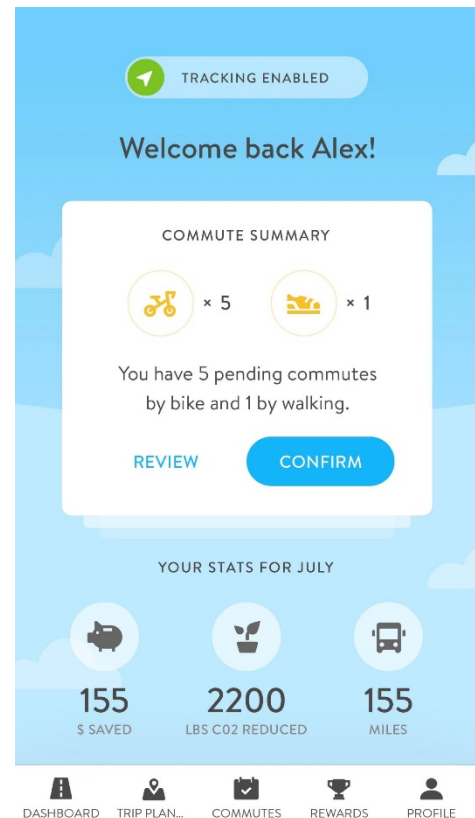 TRACKING ENABLED
Welcome back Alex!
COMMUTE SUMMARY
× 5 × 1
You have 5 pending commutes
by bike and 1 by walking.
REVIEW CONFIRM
YOUR STATS FOR JULY
155 2200 155
$ SAVED LBS C02 REDUCED MILES
DASHBOARD TRIP PLAN... COMMUTES REWARDS PROFILE